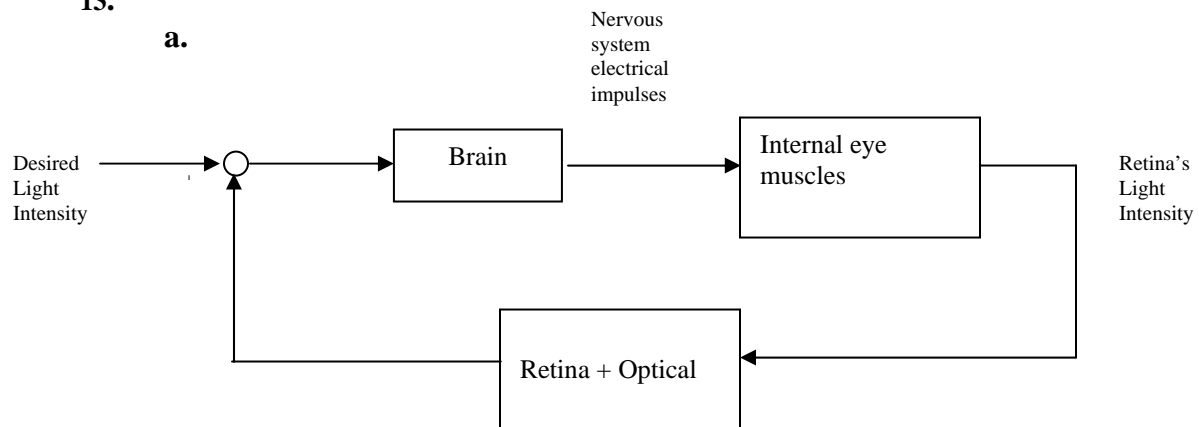 13.
a.
Nervous
system
electrical
impulses
Desired
Light
Intensity
Brain
Internal eye
muscles
Retina's
Light
Intensity
Retina + Optical